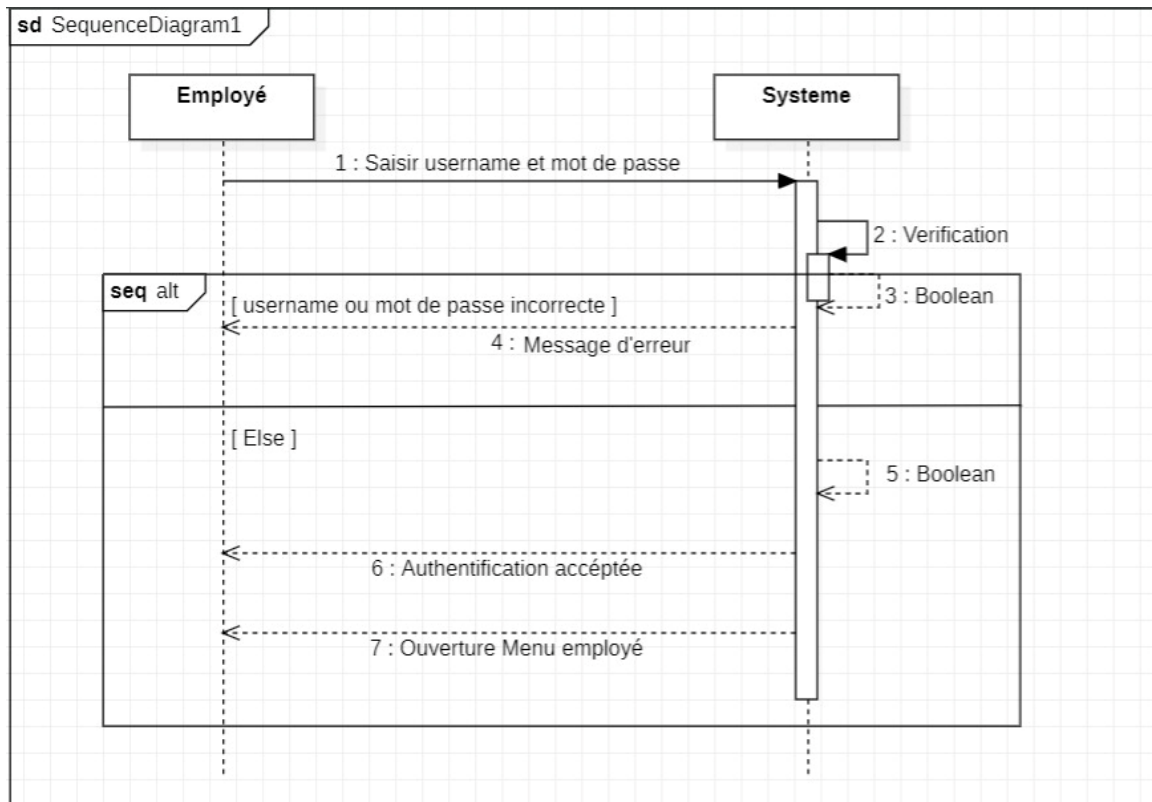 sd SequenceDiagram1
Employé
Systeme
1 : Saisir username et mot de passe
2 : Verification
seq alt
3 : Boolean
[ username ou mot de passe incorrecte ]
4 : Message d'erreur
[ Else ]
5 : Boolean
6 : Authentification accéptée
7 : Ouverture Menu employé